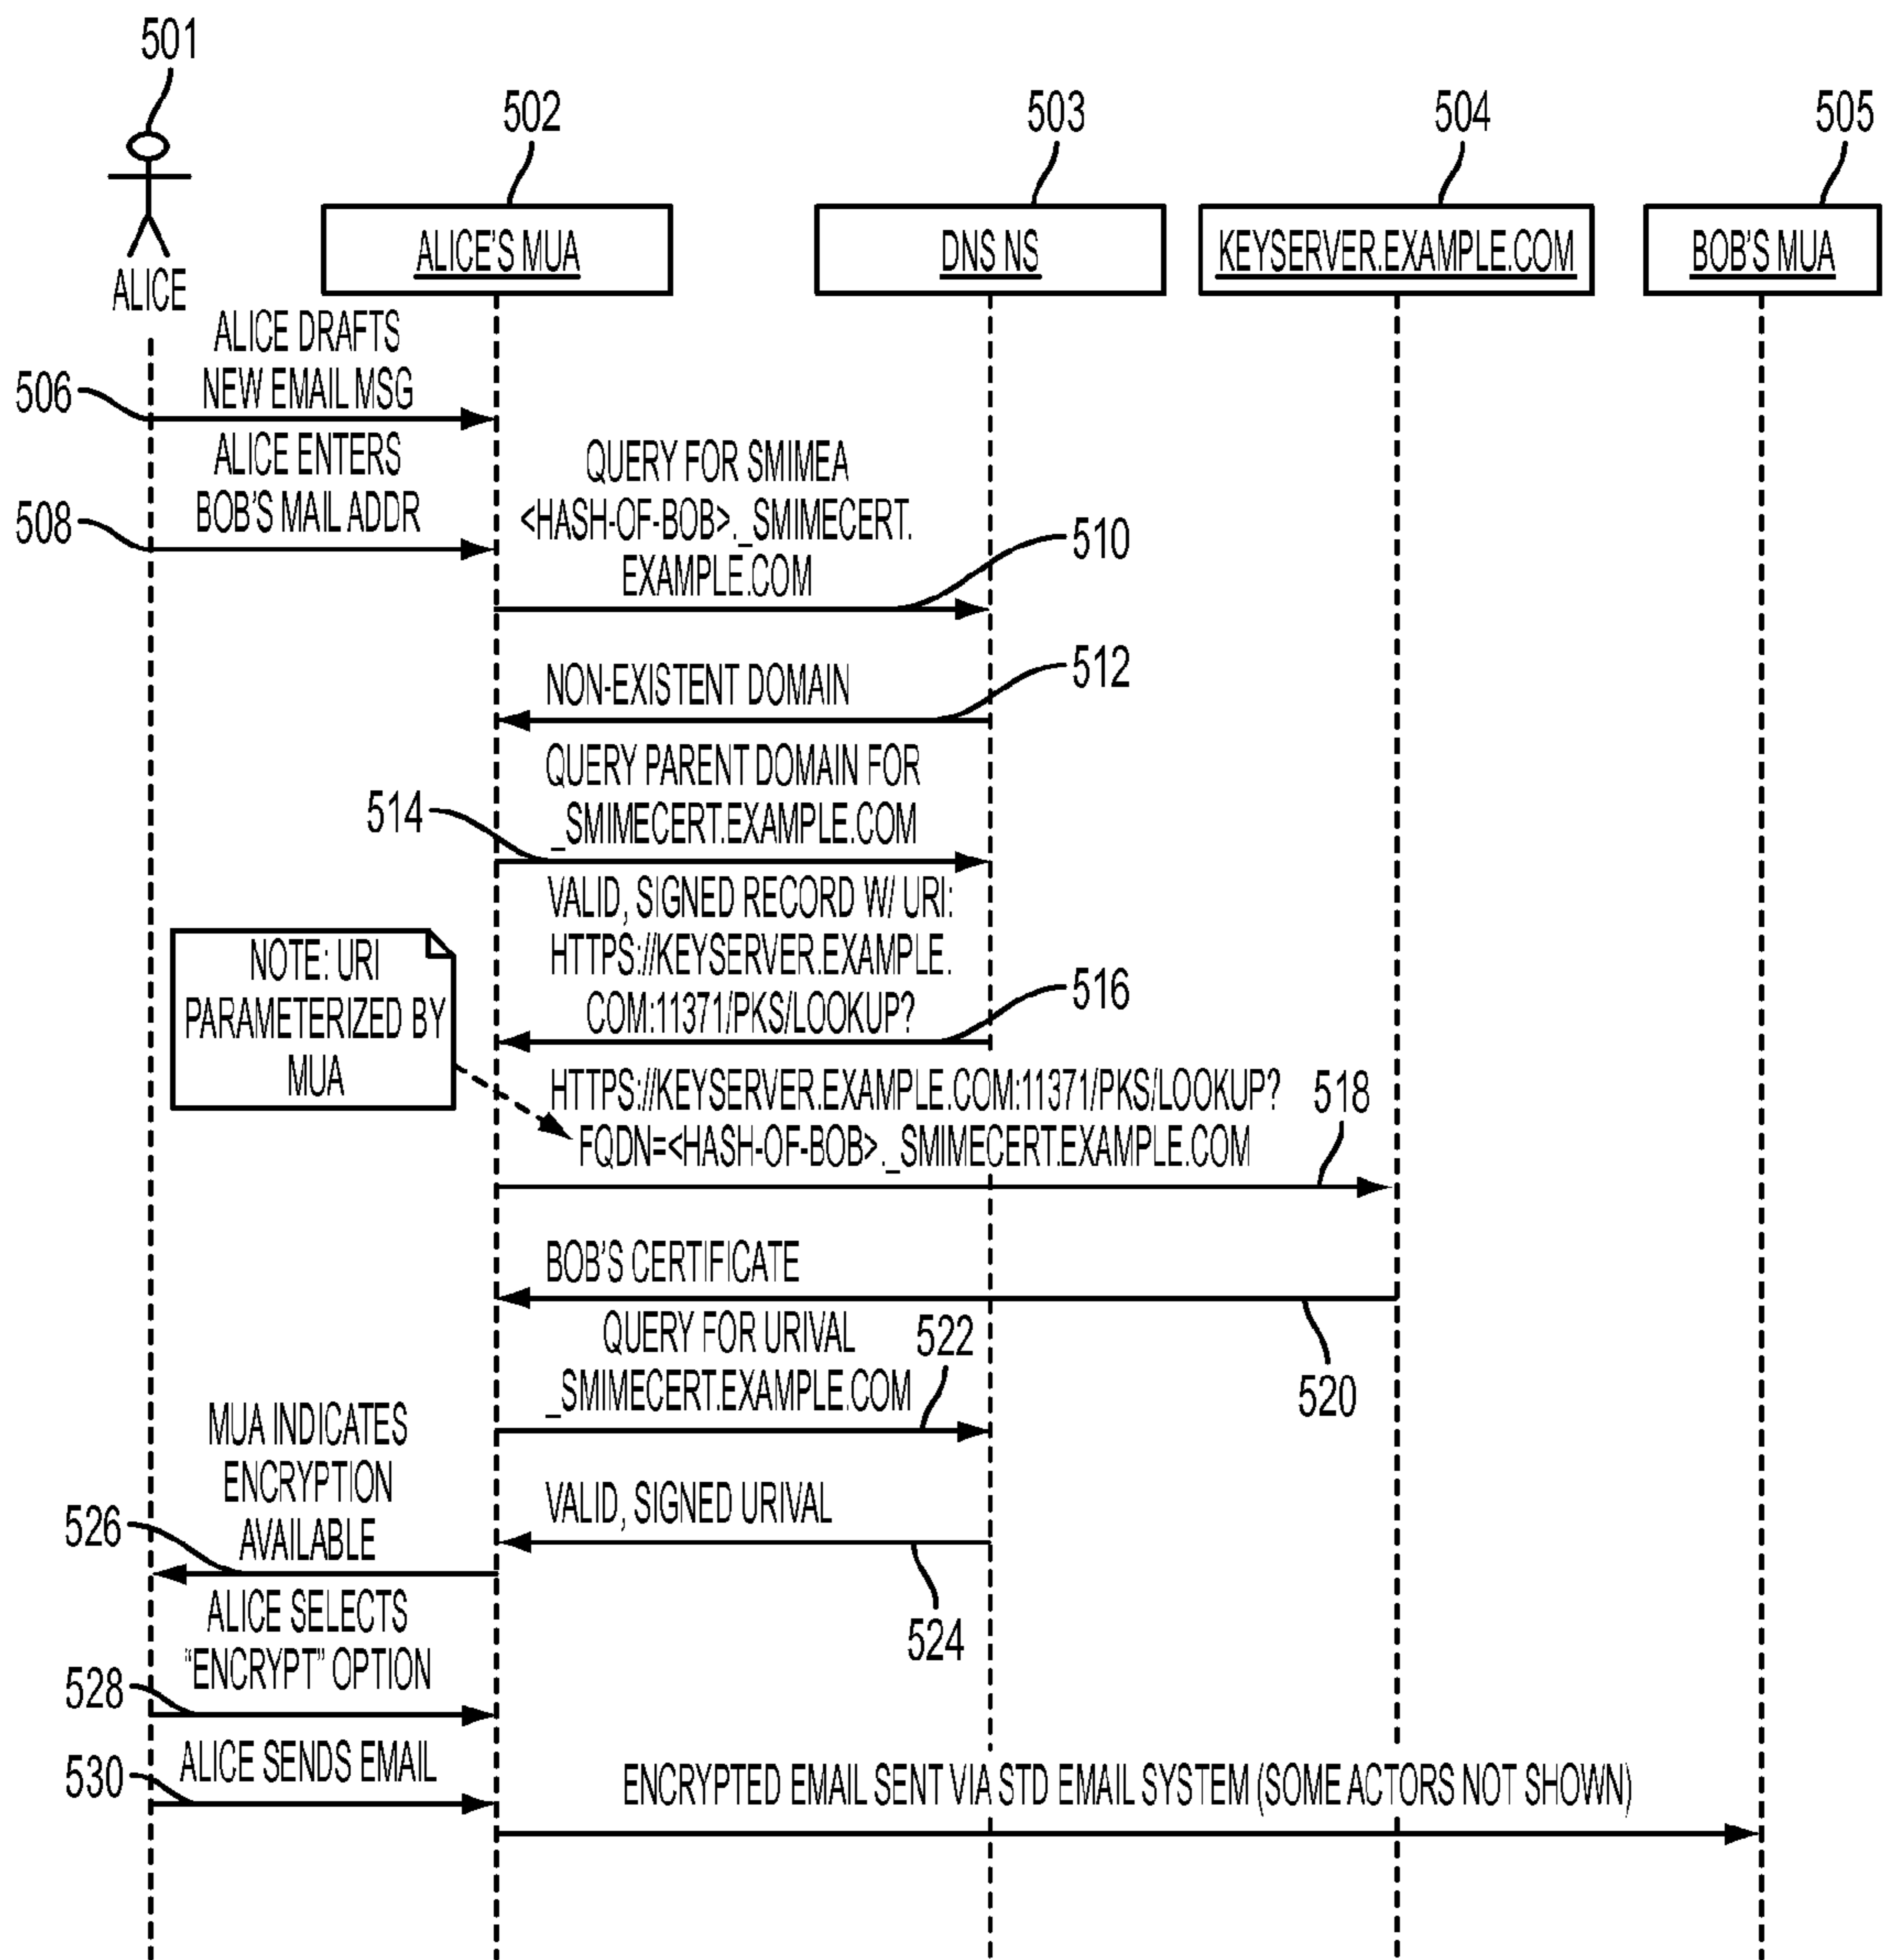 501
502
503
504
505
ALICE'S MUA
DNS NS
KEYSERVER.EXAMPLE.COM
BOB'S MUA
ALICE
ALICE DRAFTS
NEW EMAIL MSG
506
ALICE ENTERS
BOB'S MAIL ADDR
508
QUERY FOR SMIMEA
<HASH-OF-BOB>._SMIMECERT.
EXAMPLE.COM
510
NON-EXISTENT DOMAIN
512
QUERY PARENT DOMAIN FOR
_SMIMECERT.EXAMPLE.COM
514
VALID, SIGNED RECORD W/ URI:
HTTPS://KEYSERVER.EXAMPLE.
COM:11371/PKS/LOOKUP?
516
NOTE: URI
PARAMETERIZED BY
MUA
HTTPS://KEYSERVER.EXAMPLE.COM:11371/PKS/LOOKUP?
FQDN=<HASH-OF-BOB>._SMIMECERT.EXAMPLE.COM
518
BOB'S CERTIFICATE
520
QUERY FOR URIVAL
_SMIMECERT.EXAMPLE.COM
522
VALID, SIGNED URIVAL
524
MUA INDICATES
ENCRYPTION
AVAILABLE
526
ALICE SELECTS
"ENCRYPT" OPTION
528
ALICE SENDS EMAIL
530
ENCRYPTED EMAIL SENT VIA STD EMAIL SYSTEM (SOME ACTORS NOT SHOWN)